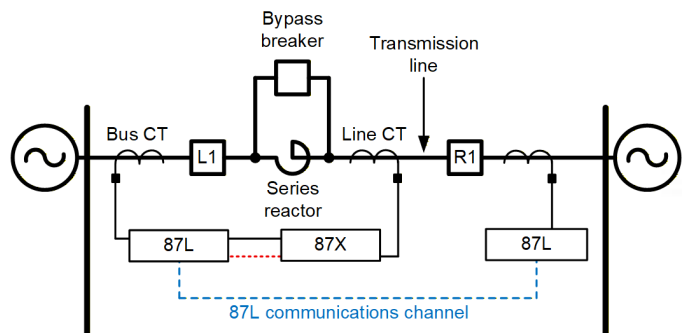 Bypass
breaker
Transmission
line
Bus CT
L1
Line CT
R1
Series
reactor
87L
87X
87L
87L communications channel